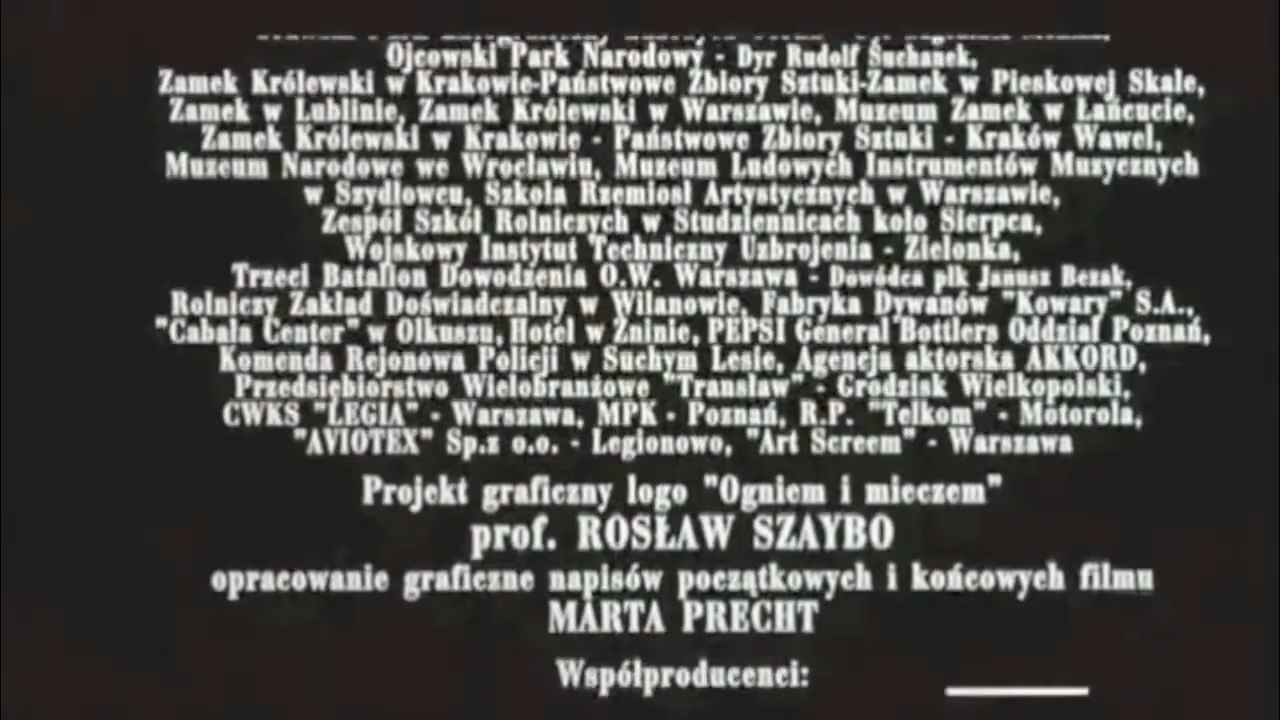 Ojcowski Park Narodowy - Dyr Rudolf Suchanek,
Zamek Królewski w Krakowie-Państwowe Zbiory Sztuki-Zamek w Pieskowej Skale,
Zamek w Lublinie, Zamek Królewski w Warszawie, Muzeum Zamek w Łańcucie,
Zamek Królewski w Krakowie - Państwowe Zbiory Sztuki - Kraków Wawel,
Muzeum Narodowe we Wrocławiu, Muzeum Ludowych Instrumentów Muzycznych
w Szydłowcu, Szkoła Rzemiosł Artystycznych w Warszawie,
Zespół Szkół Rolniczych w Studziennicach koło Sierpca,
Wojskowy Instytut Techniczny Uzbrojenia - Zielonka,
Trzeci Batalion Dowodzenia O.W. Warszawa - Dowódca płk Janusz Bezak,
Rolniczy Zakład Doświadczalny w Wilanowie, Fabryka Dywanów "Kowary" S.A.,
"Cabala Center" w Olkuszu, Hotel w Żninie, PEPSI General Bottlers Oddział Poznań,
Komenda Rejonowa Policji w Suchym Lesie, Agencja aktorska AKKORD,
Przedsiębiorstwo Wielobranżowe "Transław" - Grodzisk Wielkopolski,
CWKS "LEGIA" - Warszawa, MPK - Poznań, R.P. "Telkom" - Motorola,
"AVIOTEX" Sp.z o.o. - Legionowo, "Art Screem" - Warszawa
Projekt graficzny logo "Ogniem i mieczem"
prof. ROSŁAW SZAYBO
opracowanie graficzne napisów początkowych i końcowych filmu
MARTA PRECHT
Współproducenci: